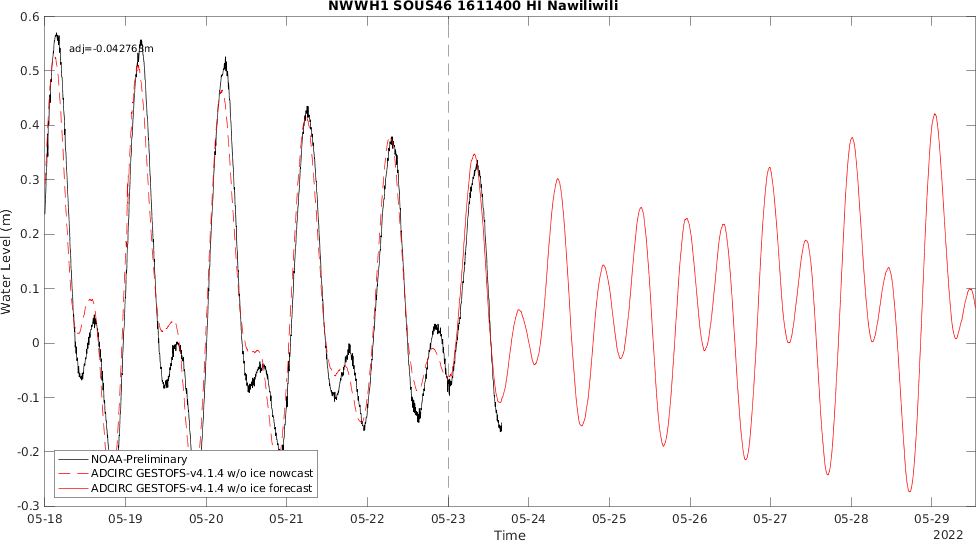 NWWH1 SOUS46 1611400 HI Nawiliwili
0.6
adj=-0.042763m
0.5
0.4
0.3
0.2
0.1
0
-0.1
-0.2
-0.3
Water Level (m)
NOAA-Preliminary
ADCIRC GESTOFS-v4.1.4 w/o ice nowcast
ADCIRC GESTOFS-v4.1.4 w/o ice forecast
05-18 05-19 05-20 05-21 05-22 05-23 05-24 05-25 05-26 05-27 05-28 05-29
Time
2022